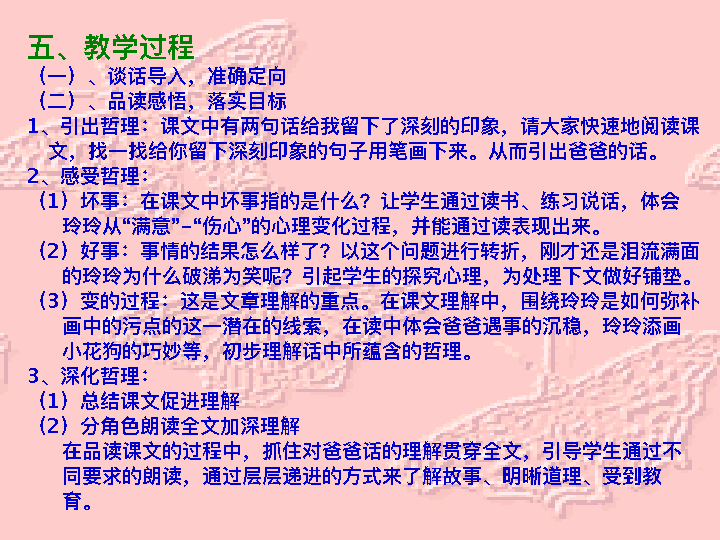 五、教学过程
（一）、谈话导入，准确定向
（二）、品读感悟，落实目标
1、引出哲理：课文中有两句话给我留下了深刻的印象，请大家快速地阅读课
文，找一找给你留下深刻印象的句子用笔画下来。从而引出爸爸的话。
2、感受哲理：
（1）坏事：在课文中坏事指的是什么？让学生通过读书、练习说话，体会
玲玲从“满意”-“伤心”的心理变化过程，并能通过读表现出来。
（2）好事：事情的结果怎么样了？以这个问题进行转折，刚才还是泪流满面
的玲玲为什么破涕为笑呢？引起学生的探究心理，为处理下文做好铺垫。
（3）变的过程：这是文章理解的重点。在课文理解中，围绕玲玲是如何弥补
画中的污点的这一潜在的线索，在读中体会爸爸遇事的沉稳，玲玲添画
小花狗的巧妙等，初步理解话中所蕴含的哲理。
3、深化哲理：
（1）总结课文促进理解
（2）分角色朗读全文加深理解
在品读课文的过程中，抓住对爸爸话的理解贯穿全文，引导学生通过不
同要求的朗读，通过层层递进的方式来了解故事、明晰道理、受到教
育。